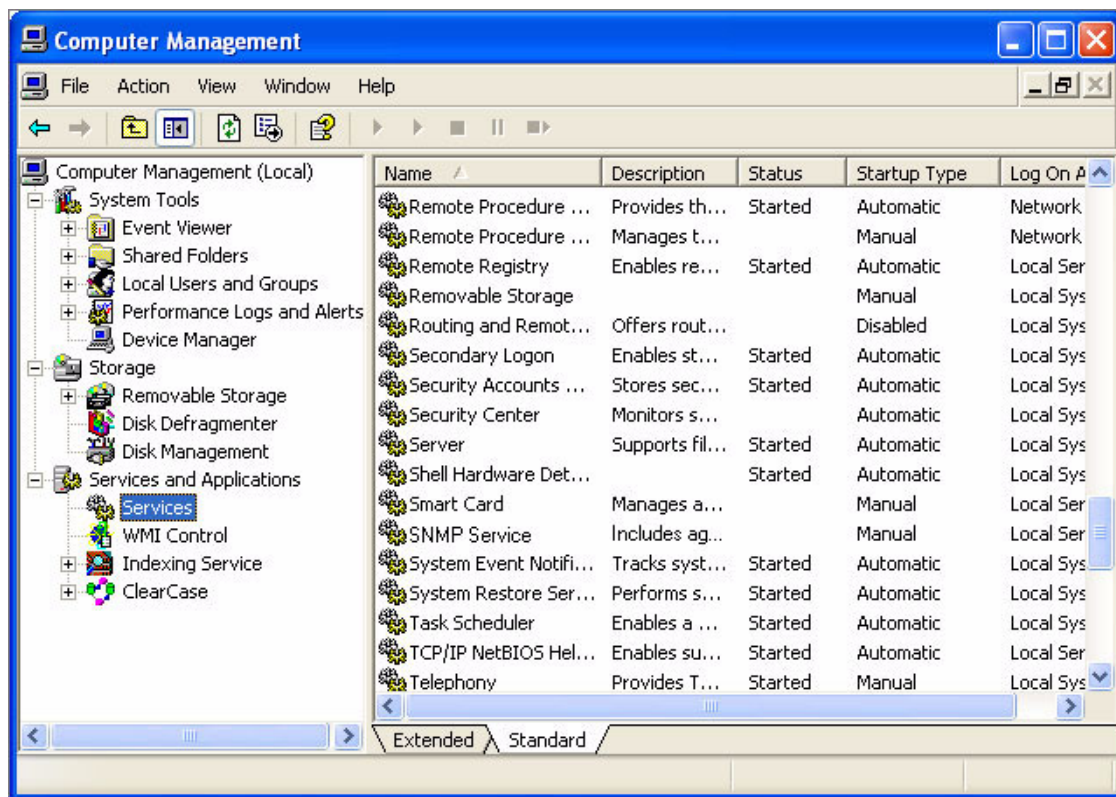 Computer Management
File Action View Window Help
Computer Management (Local)
System Tools
Event Viewer
Shared Folders
Local Users and Groups
Performance Logs and Alerts
Device Manager
Storage
Removable Storage
Disk Defragmenter
Disk Management
Services and Applications
Services
WMI Control
Indexing Service
ClearCase
Name Description Status Startup Type Log On A
Remote Procedure ... Provides th... Started Automatic Network
Remote Procedure ... Manages t... Manual Network
Remote Registry Enables re... Started Automatic Local Ser
Removable Storage Manual Local Sys
Routing and Remot... Offers rout... Disabled Local Sys
Secondary Logon Enables st... Started Automatic Local Sys
Security Accounts ... Stores sec... Started Automatic Local Sys
Security Center Monitors s... Automatic Local Sys
Server Supports fil... Started Automatic Local Sys
Shell Hardware Det... Started Automatic Local Sys
Smart Card Manages a... Manual Local Ser
SNMP Service Includes ag... Manual Local Ser
System Event Notifi... Tracks syst... Started Automatic Local Sys
System Restore Ser... Performs s... Started Automatic Local Sys
Task Scheduler Enables a ... Started Automatic Local Sys
TCP/IP NetBIOS Hel... Enables su... Started Automatic Local Ser
Telephony Provides T... Started Manual Local Sys
Extended Standard